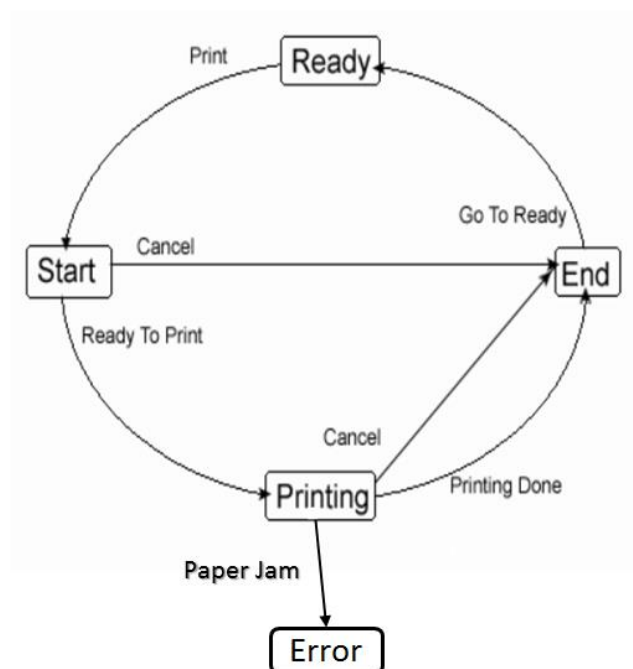 Print
Ready
Go To Ready
Cancel
Start
End
Ready To Print
Cancel
Printing
Printing Done
Paper Jam
Error